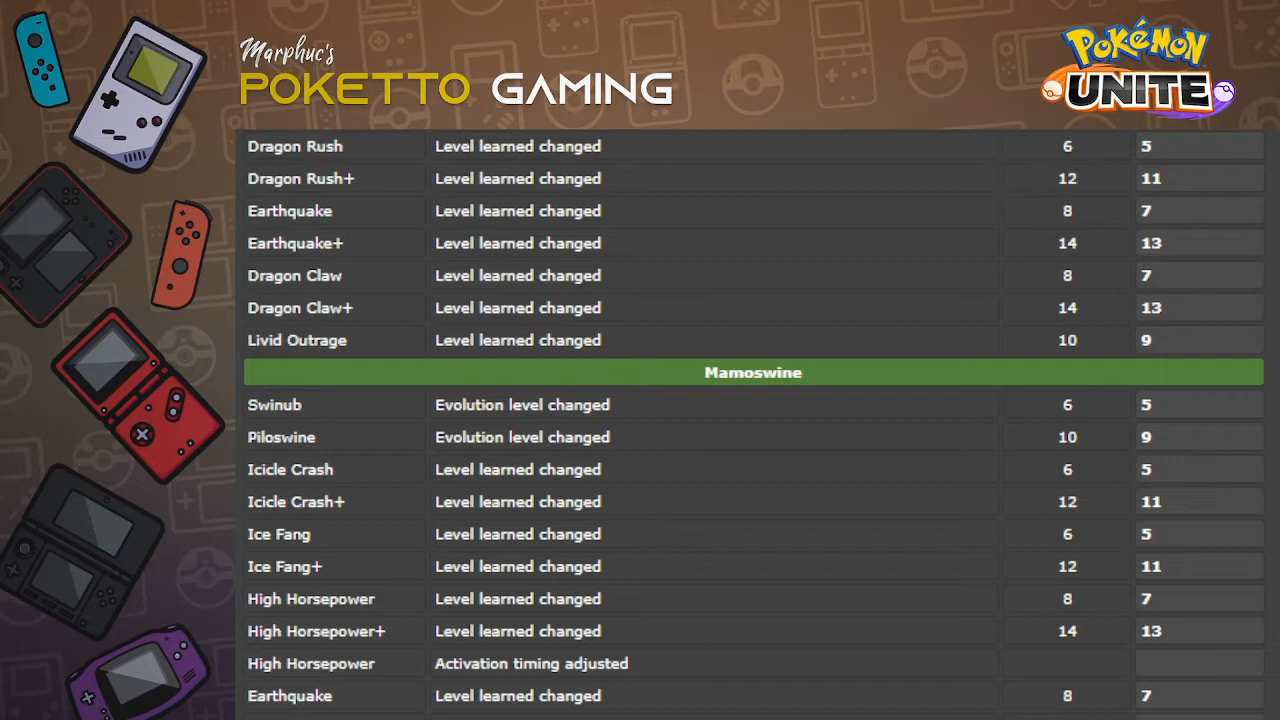 Marphuc's
POKETTO GAMING
POKÉMON
UNITE
Dragon Rush Level learned changed 6 5
Dragon Rush+ Level learned changed 12 11
Earthquake Level learned changed 8 7
Earthquake+ Level learned changed 14 13
Dragon Claw Level learned changed 8 7
Dragon Claw+ Level learned changed 14 13
Livid Outrage Level learned changed 10 9
Mamoswine
Swinub Evolution level changed 6 5
Piloswine Evolution level changed 10 9
Icicle Crash Level learned changed 6 5
Icicle Crash+ Level learned changed 12 11
Ice Fang Level learned changed 6 5
Ice Fang+ Level learned changed 12 11
High Horsepower Level learned changed 8 7
High Horsepower+ Level learned changed 14 13
High Horsepower Activation timing adjusted
Earthquake Level learned changed 8 7